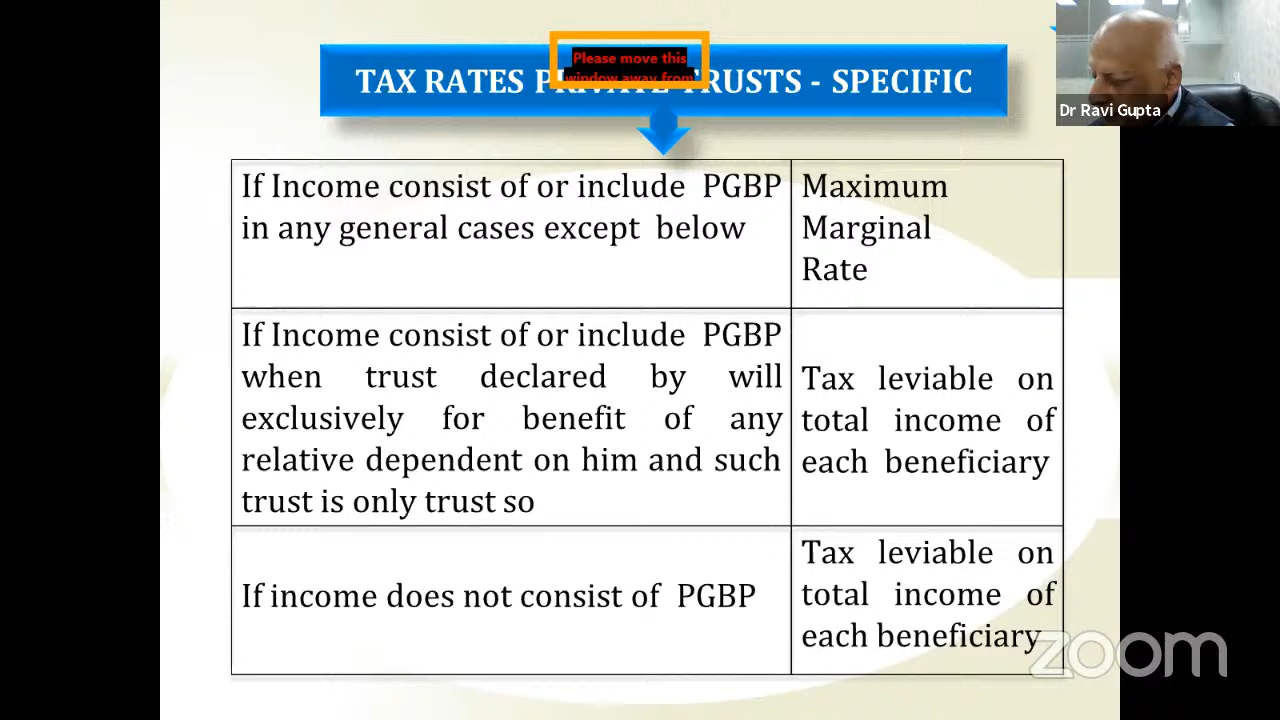 Please move this
window away from
TAX RATES PRIVATE TRUSTS - SPECIFIC
Dr Ravi Gupta
If Income consist of or include PGBP
in any general cases except below
Maximum
Marginal
Rate
If Income consist of or include PGBP
when trust declared by will
exclusively for benefit of any
relative dependent on him and such
trust is only trust so
Tax leviable on
total income of
each beneficiary
If income does not consist of PGBP
Tax leviable on
total income of
each beneficiary
zoom